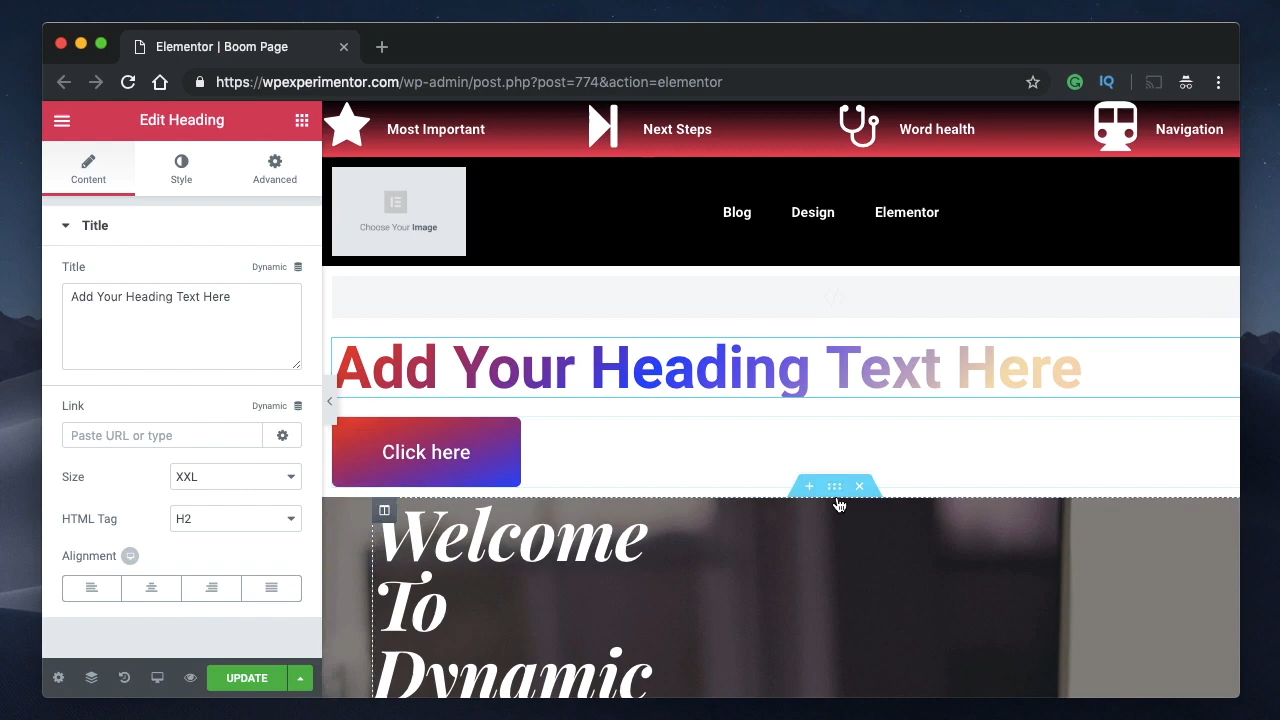 Elementor | Boom Page
https://wpexperimentor.com/wp-admin/post.php?post=774&action=elementor
IQ
Edit Heading
Most Important
Next Steps
Word health
Navigation
Content
Style
Advanced
Choose Your Image
Blog
Design
Elementor
Title
Title
Dynamic
Add Your Heading Text Here
Add Your Heading Text Here
Link
Dynamic
Paste URL or type
Click here
Size
XXL
HTML Tag
H2
Alignment
Welcome
To
Dynamic
UPDATE